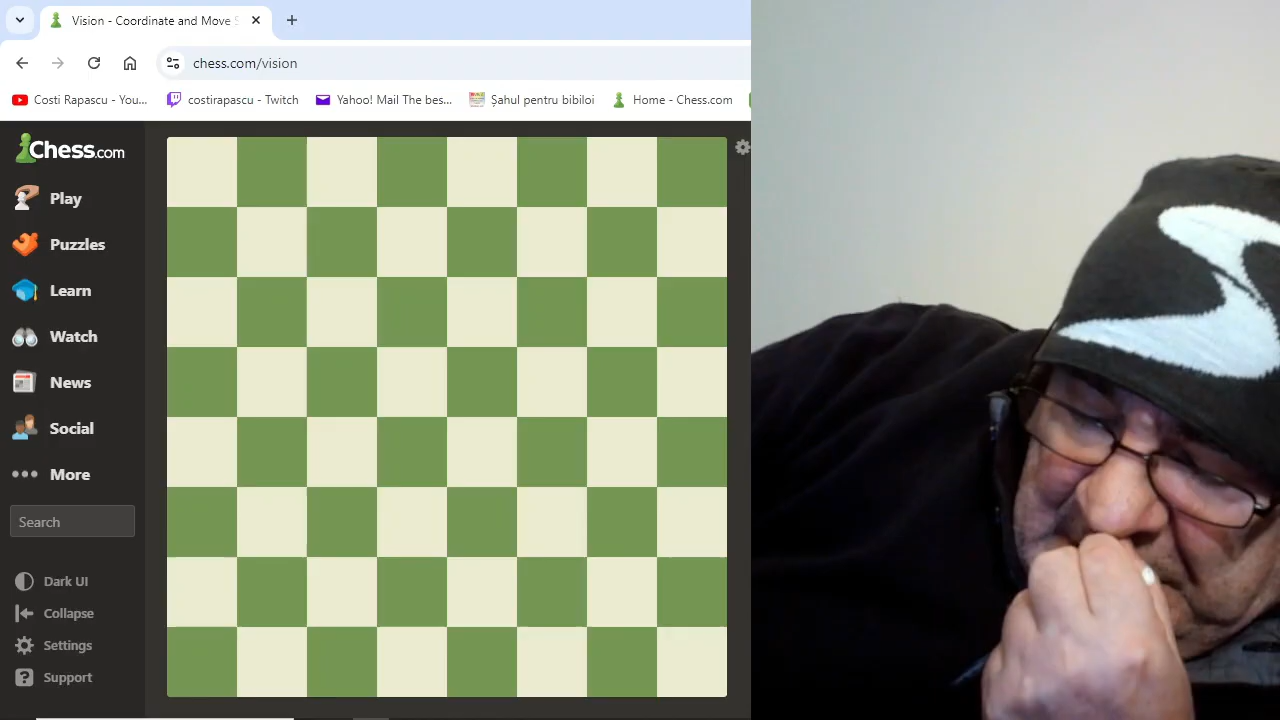 Vision - Coordinate and Move S
chess.com/vision
Costi Rapascu - You...
costirapascu - Twitch
Yahoo! Mail The bes...
Șahul pentru bibiloi
Home - Chess.com
Chess.com
Play
Puzzles
Learn
Watch
News
Social
More
Search
Dark UI
Collapse
Settings
Support